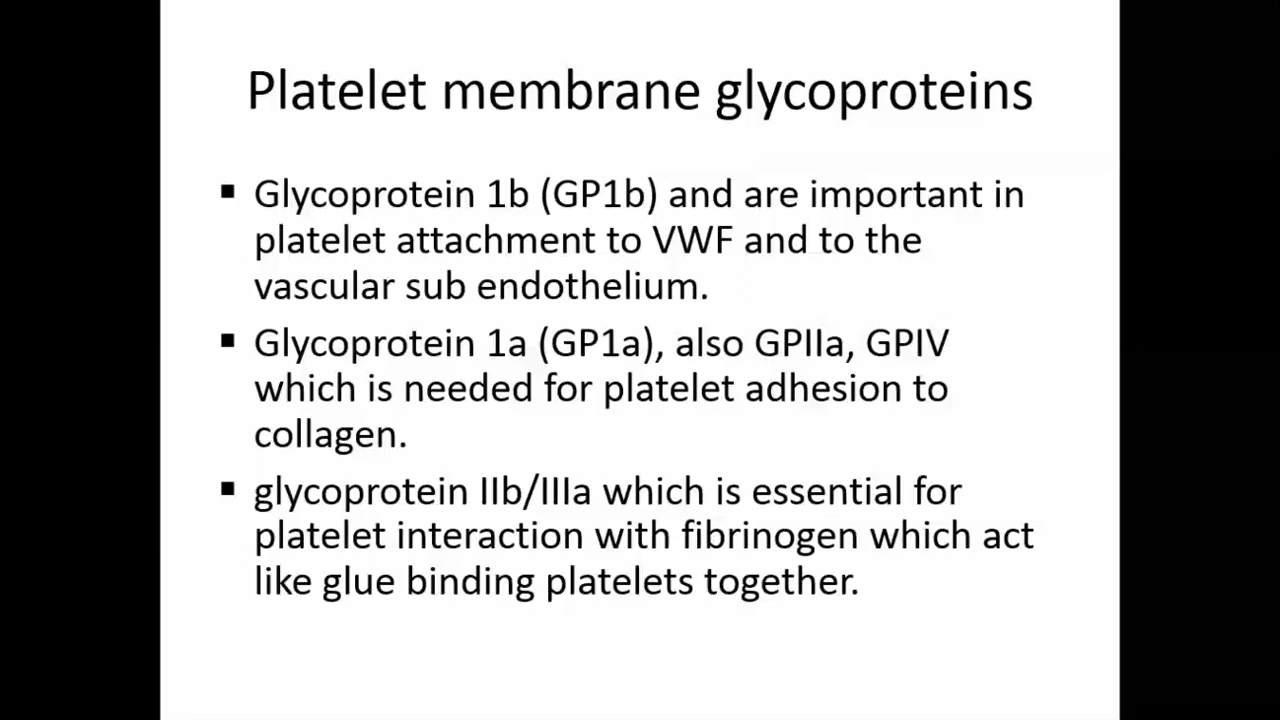 Platelet membrane glycoproteins
▪ Glycoprotein 1b (GP1b) and are important in
platelet attachment to VWF and to the
vascular sub endothelium.
▪ Glycoprotein 1a (GP1a), also GPIIa, GPIV
which is needed for platelet adhesion to
collagen.
▪ glycoprotein IIb/IIIa which is essential for
platelet interaction with fibrinogen which act
like glue binding platelets together.